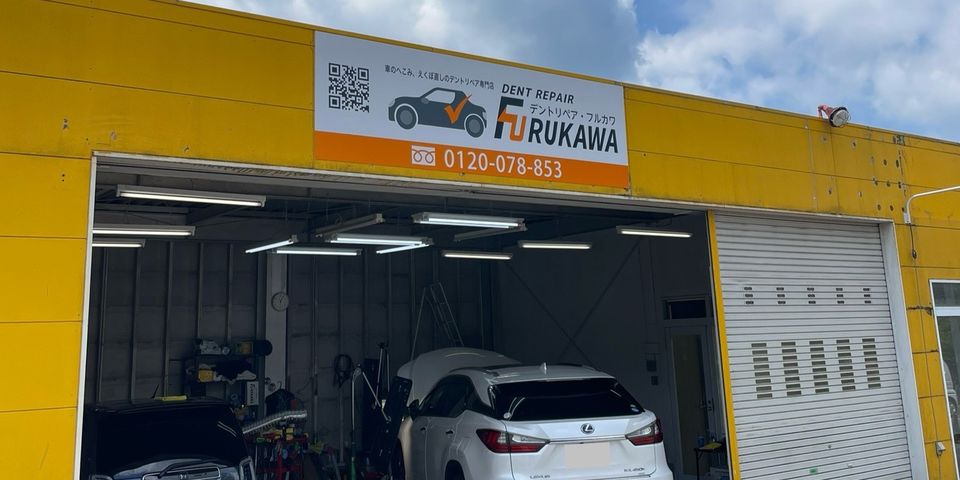 車のへこみ、えくぼ直しのデントリペア専門店
DENT REPAIR
デントリペア・フルカワ
FURUKAWA
0120-078-853
LEXUS